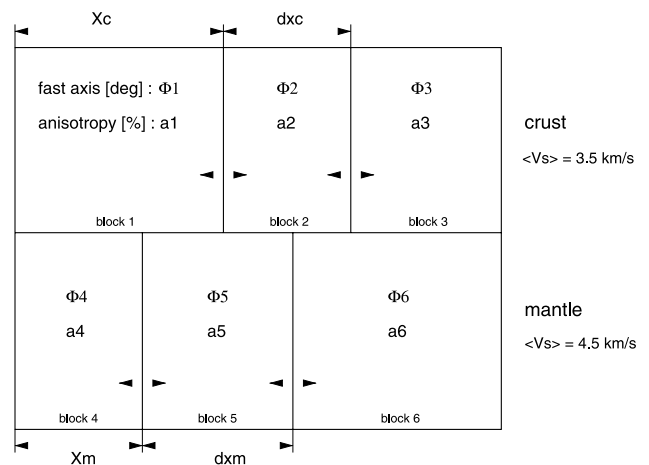 Xc dxc
fast axis [deg] : Φ1 Φ2 Φ3
anisotropy [%] : a1 a2 a3 crust
<Vs> = 3.5 km/s
block 1 block 2 block 3
Φ4 Φ5 Φ6
mantle
a4 a5 a6
<Vs> = 4.5 km/s
block 4 block 5 block 6
Xm dxm